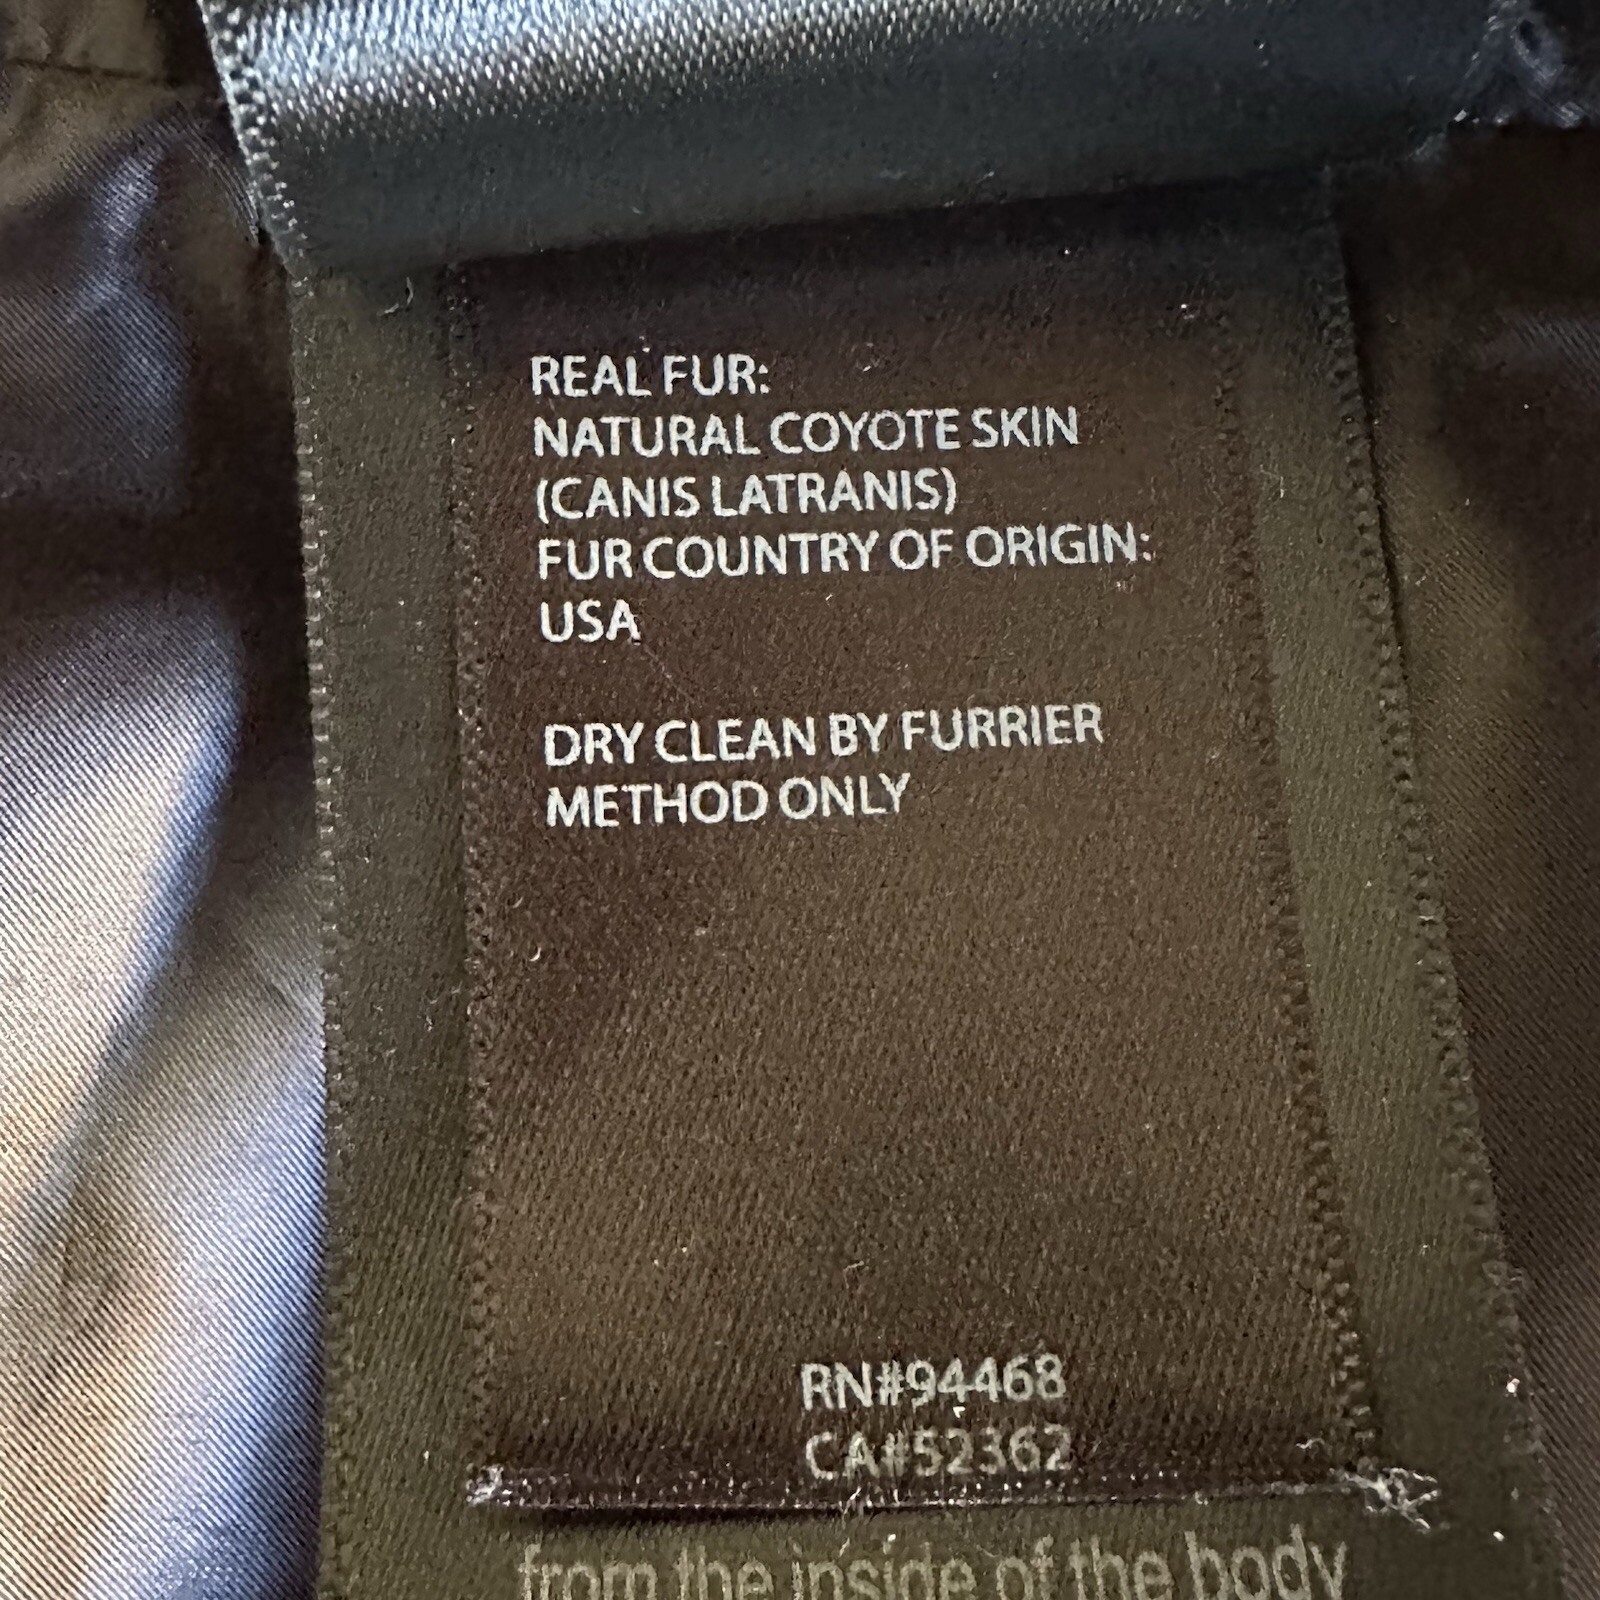 REAL FUR:
NATURAL COYOTE SKIN
(CANIS LATRANIS)
FUR COUNTRY OF ORIGIN:
USA
DRY CLEAN BY FURRIER
METHOD ONLY
RN#94468
CA#52362
from the inside of the body